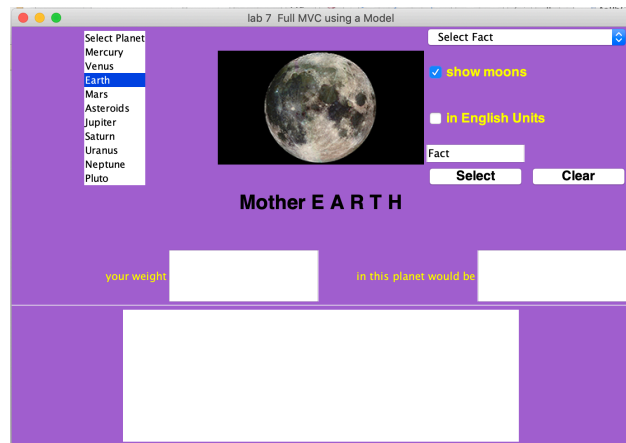 lab 7 Full MVC using a Model
Select Planet
Mercury
Venus
Earth
Mars
Asteroids
Jupiter
Saturn
Uranus
Neptune
Pluto
Select Fact
show moons
in English Units
Fact
Select
Clear
Mother E A R T H
your weight
in this planet would be